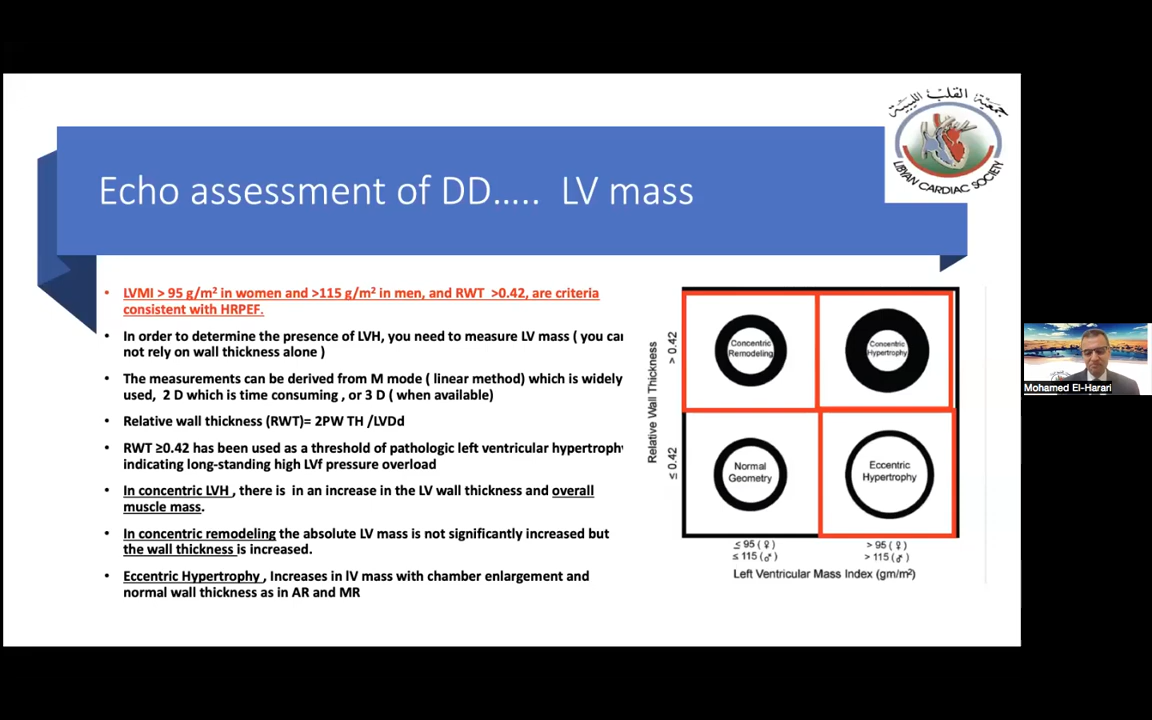 جمعية القلب الليبية
LIBYAN CARDIAC SOCIETY
Echo assessment of DD….. LV mass
• LVMI > 95 g/m² in women and >115 g/m² in men, and RWT >0.42, are criteria
consistent with HRPEF.
• In order to determine the presence of LVH, you need to measure LV mass ( you can
not rely on wall thickness alone )
• The measurements can be derived from M mode ( linear method) which is widely
used, 2 D which is time consuming , or 3 D ( when available)
• Relative wall thickness (RWT)= 2PW TH /LVDd
• RWT ≥0.42 has been used as a threshold of pathologic left ventricular hypertrophy
indicating long-standing high LVf pressure overload
• In concentric LVH , there is in an increase in the LV wall thickness and overall
muscle mass.
• In concentric remodeling the absolute LV mass is not significantly increased but
the wall thickness is increased.
• Eccentric Hypertrophy , Increases in lV mass with chamber enlargement and
normal wall thickness as in AR and MR
Relative Wall Thickness
> 0.42
≤ 0.42
Concentric
Remodeling
Concentric
Hypertrophy
Normal
Geometry
Eccentric
Hypertrophy
≤ 95 (♀)
≤ 115 (♂)
> 95 (♀)
> 115 (♂)
Left Ventricular Mass Index (gm/m²)
Mohamed El-Harari